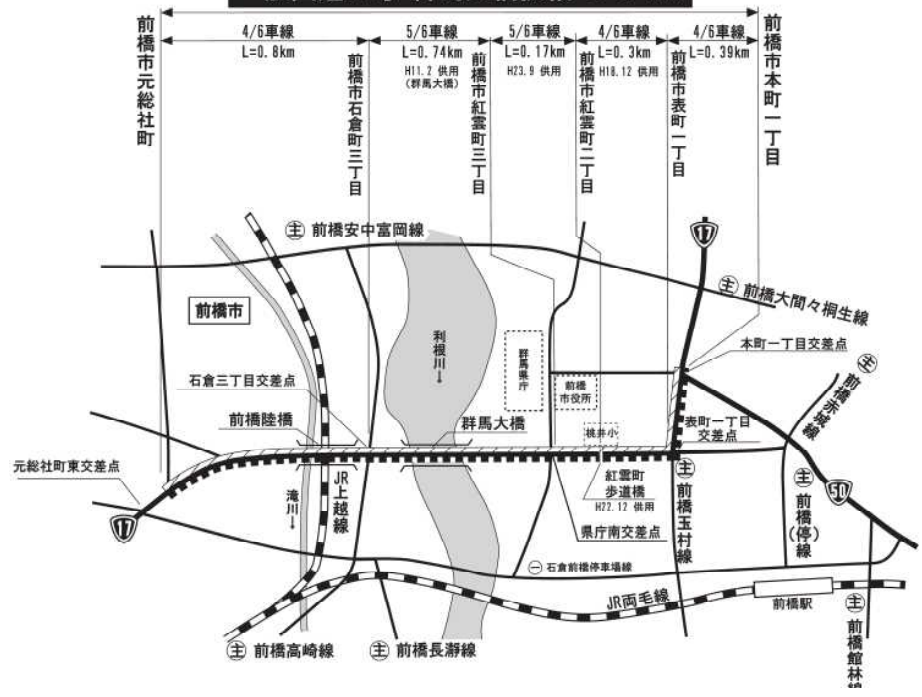 4/6車線
L=0.8km
5/6車線
L=0.74km
H11.2 供用
(群馬大橋)
5/6車線
L=0.17km
H23.9 供用
4/6車線
L=0.3km
H18.12 供用
4/6車線
L=0.39km
前橋市元総社町
前橋市石倉町三丁目
前橋市紅雲町三丁目
前橋市紅雲町二丁目
前橋市表町一丁目
前橋市本町一丁目
主 前橋安中富岡線
17
主 前橋大間々桐生線
前橋市
利根川→
群馬県庁
前橋
市役所
本町一丁目交差点
主 前橋赤城線
石倉三丁目交差点
前橋陸橋
群馬大橋
桃井小
表町一丁目
交差点
元総社町東交差点
17
滝川→
JR上越線
紅雲町
歩道橋
H22.12 供用
県庁南交差点
主 前橋玉村線
主 前橋(停)線
50
一 石倉前橋停車場線
JR両毛線
前橋駅
主 前橋高崎線
主 前橋長瀞線
主 前橋館林線